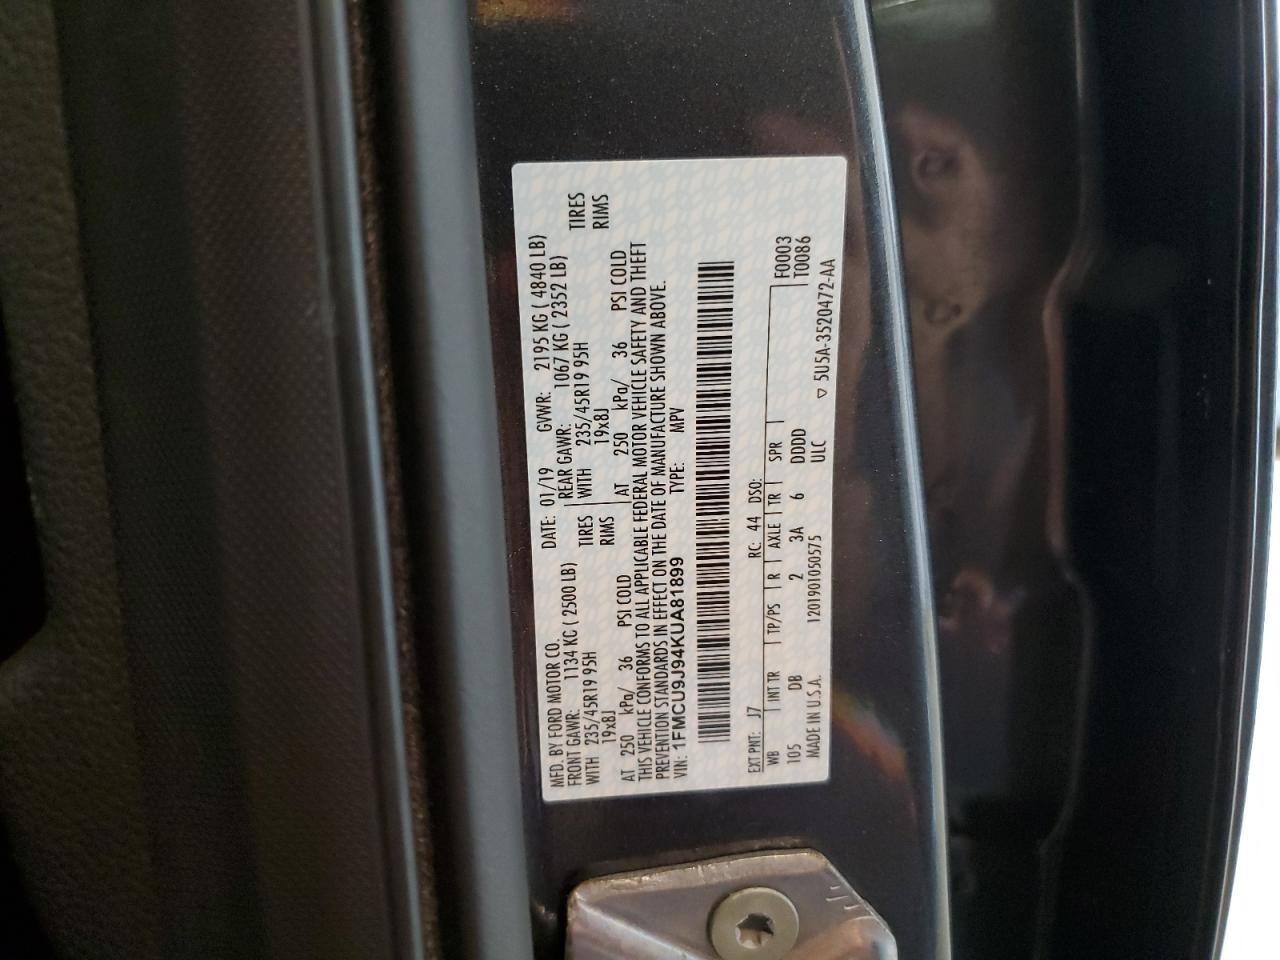 MFD. BY FORD MOTOR CO. DATE: 01/19 GVWR: 2195 KG ( 4840 LB)
FRONT GAWR: 1134 KG ( 2500 LB) REAR GAWR: 1067 KG ( 2352 LB)
WITH 235/45R19 95H TIRES WITH 235/45R19 95H TIRES
19x8J RIMS 19x8J RIMS
AT 250 kPa/ 36 PSI COLD AT 250 kPa/ 36 PSI COLD
THIS VEHICLE CONFORMS TO ALL APPLICABLE FEDERAL MOTOR VEHICLE SAFETY AND THEFT
PREVENTION STANDARDS IN EFFECT ON THE DATE OF MANUFACTURE SHOWN ABOVE.
VIN: 1FMCU9J94KUA81899 TYPE: MPV
EXT PNT: J7 RC: 44 DSO:
WB INT TR TP/PS R AXLE TR SPR F0003
105 DB 2 3A 6 DDDD T0086
MADE IN U.S.A. 1201901050575 ULC ▽ 5U5A-3520472-AA